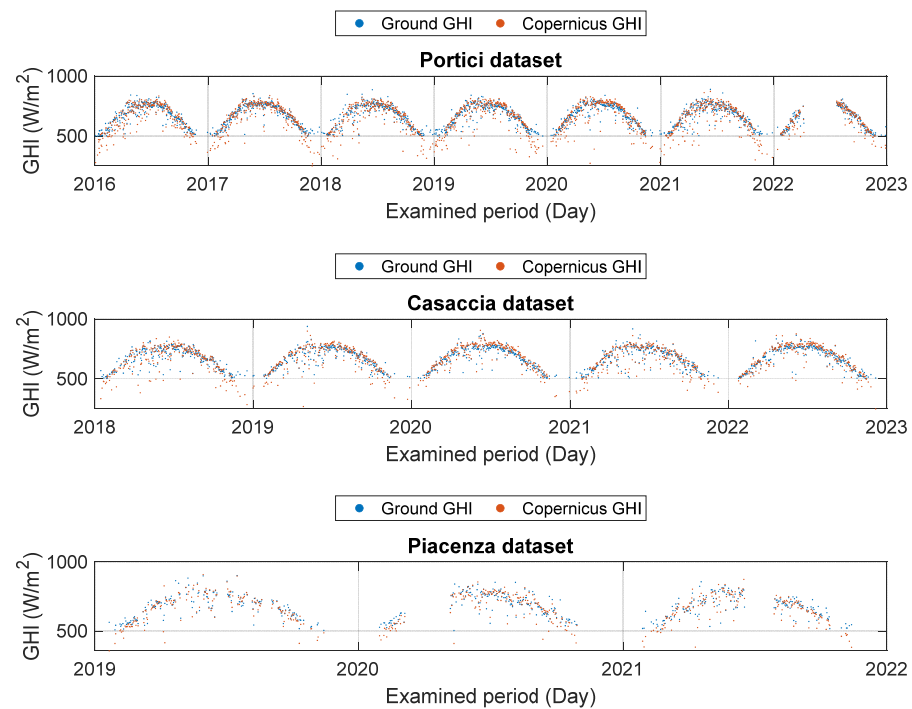 Ground GHI Copernicus GHI
Portici dataset
GHI (W/m²)
1000
500
2016 2017 2018 2019 2020 2021 2022 2023
Examined period (Day)
Ground GHI Copernicus GHI
Casaccia dataset
GHI (W/m²)
1000
500
2018 2019 2020 2021 2022 2023
Examined period (Day)
Ground GHI Copernicus GHI
Piacenza dataset
GHI (W/m²)
1000
500
2019 2020 2021 2022
Examined period (Day)